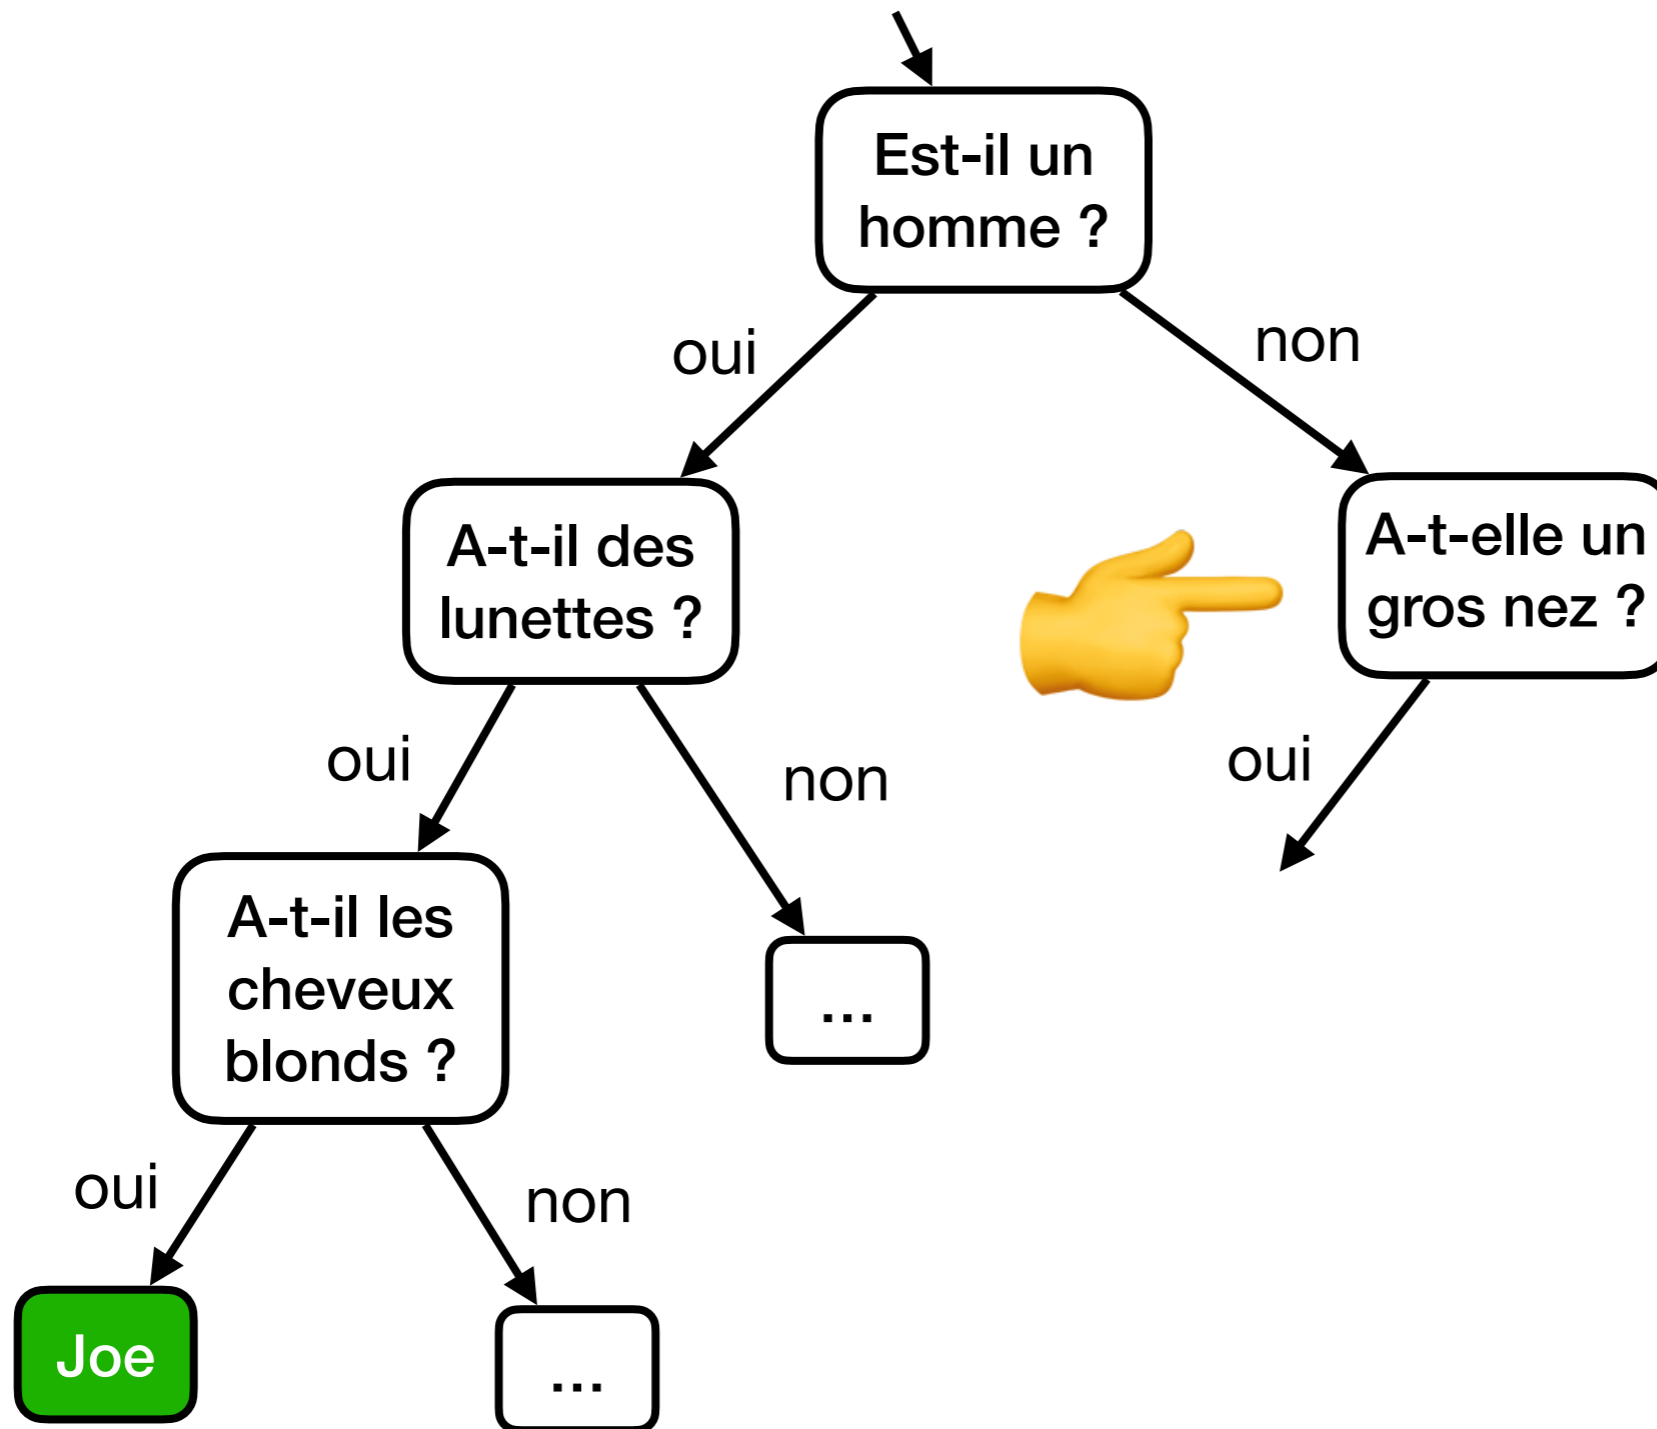 Est-il un
homme ?
oui
non
A-t-il des
lunettes ?
A-t-elle un
gros nez ?
oui
non
oui
A-t-il les
cheveux
blonds ?
...
oui
non
Joe
...